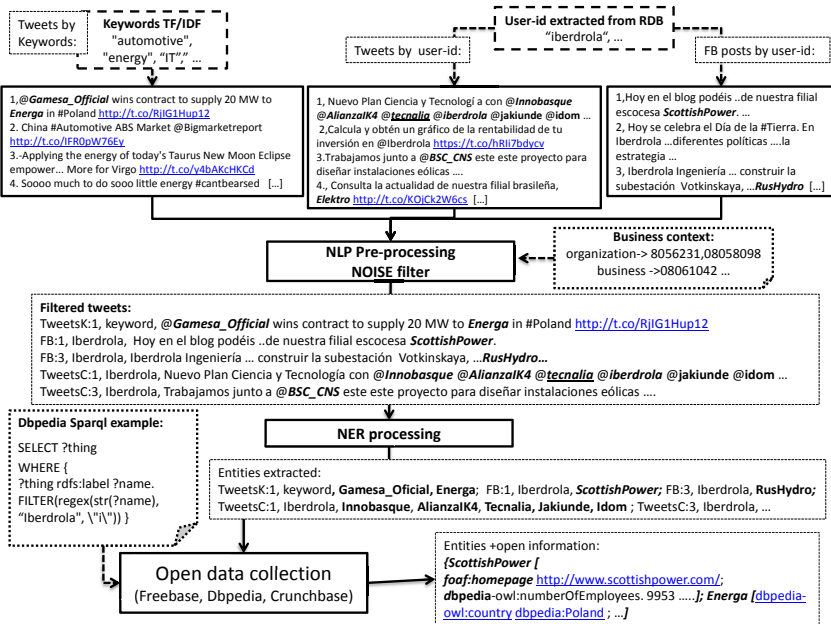 Tweets by
Keywords:
Keywords TF/IDF
"automotive",
"energy", "IT"," …
User-id extracted from RDB
"iberdrola", …
Tweets by user-id:
FB posts by user-id:
1,@Gamesa_Official wins contract to supply 20 MW to
Energa in #Poland http://t.co/RjIG1Hup12
2. China #Automotive ABS Market @Bigmarketreport
http://t.co/IFR0pW76Ey
3.-Applying the energy of today's Taurus New Moon Eclipse
empower... More for Virgo http://t.co/y4bAKcHKCd
4. Soooo much to do sooo little energy #cantbearsed [...]
1, Nuevo Plan Ciencia y Tecnologí a con @Innobasque
@AlianzaIK4 @tecnalia @iberdrola @jakiunde @idom …
2,Calcula y obtén un gráfico de la rentabilidad de tu
inversión en @Iberdrola https://t.co/hRIi7bdycv
3.Trabajamos junto a @BSC_CNS este este proyecto para
diseñar instalaciones eólicas ….
4., Consulta la actualidad de nuestra filial brasileña,
Elektro http://t.co/KOjCk2W6cs [...]
1,Hoy en el blog podéis ..de nuestra filial
escocesa ScottishPower. …
2, Hoy se celebra el Día de la #Tierra. En
Iberdrola …diferentes políticas ….la
estrategia …
3, Iberdrola Ingeniería … construir la
subestación Votkinskaya, …RusHydro [...]
NLP Pre-processing
NOISE filter
Business context:
organization-> 8056231,08058098
business ->08061042 …
Filtered tweets:
TweetsK:1, keyword, @Gamesa_Official wins contract to supply 20 MW to Energa in #Poland http://t.co/RjIG1Hup12
FB:1, Iberdrola, Hoy en el blog podéis ..de nuestra filial escocesa ScottishPower.
FB:3, Iberdrola, Iberdrola Ingeniería … construir la subestación Votkinskaya, …RusHydro…
TweetsC:1, Iberdrola, Nuevo Plan Ciencia y Tecnología con @Innobasque @AlianzaIK4 @tecnalia @iberdrola @jakiunde @idom …
TweetsC:3, Iberdrola, Trabajamos junto a @BSC_CNS este este proyecto para diseñar instalaciones eólicas ….
Dbpedia Sparql example:
SELECT ?thing
WHERE {
?thing rdfs:label ?name.
FILTER(regex(str(?name),
"Iberdrola", \"i\")) }
NER processing
Entities extracted:
TweetsK:1, keyword, Gamesa_Oficial, Energa; FB:1, Iberdrola, ScottishPower; FB:3, Iberdrola, RusHydro;
TweetsC:1, Iberdrola, Innobasque, AlianzaIK4, Tecnalia, Jakiunde, Idom ; TweetsC:3, Iberdrola, …
Open data collection
(Freebase, Dbpedia, Crunchbase)
Entities +open information:
{ScottishPower [
foaf:homepage http://www.scottishpower.com/;
dbpedia-owl:numberOfEmployees. 9953 …..]; Energa [dbpedia-
owl:country dbpedia:Poland ; …]